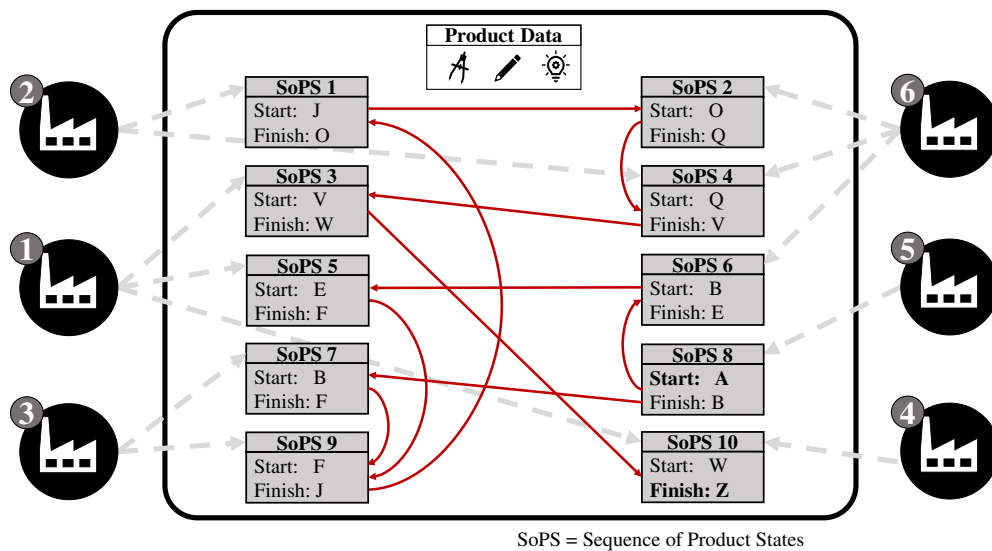 Product Data
2
SoPS 1
Start: J
Finish: O
SoPS 2
Start: O
Finish: Q
6
SoPS 3
Start: V
Finish: W
SoPS 4
Start: Q
Finish: V
1
SoPS 5
Start: E
Finish: F
SoPS 6
Start: B
Finish: E
5
SoPS 7
Start: B
Finish: F
SoPS 8
Start: A
Finish: B
3
SoPS 9
Start: F
Finish: J
SoPS 10
Start: W
Finish: Z
4
SoPS = Sequence of Product States